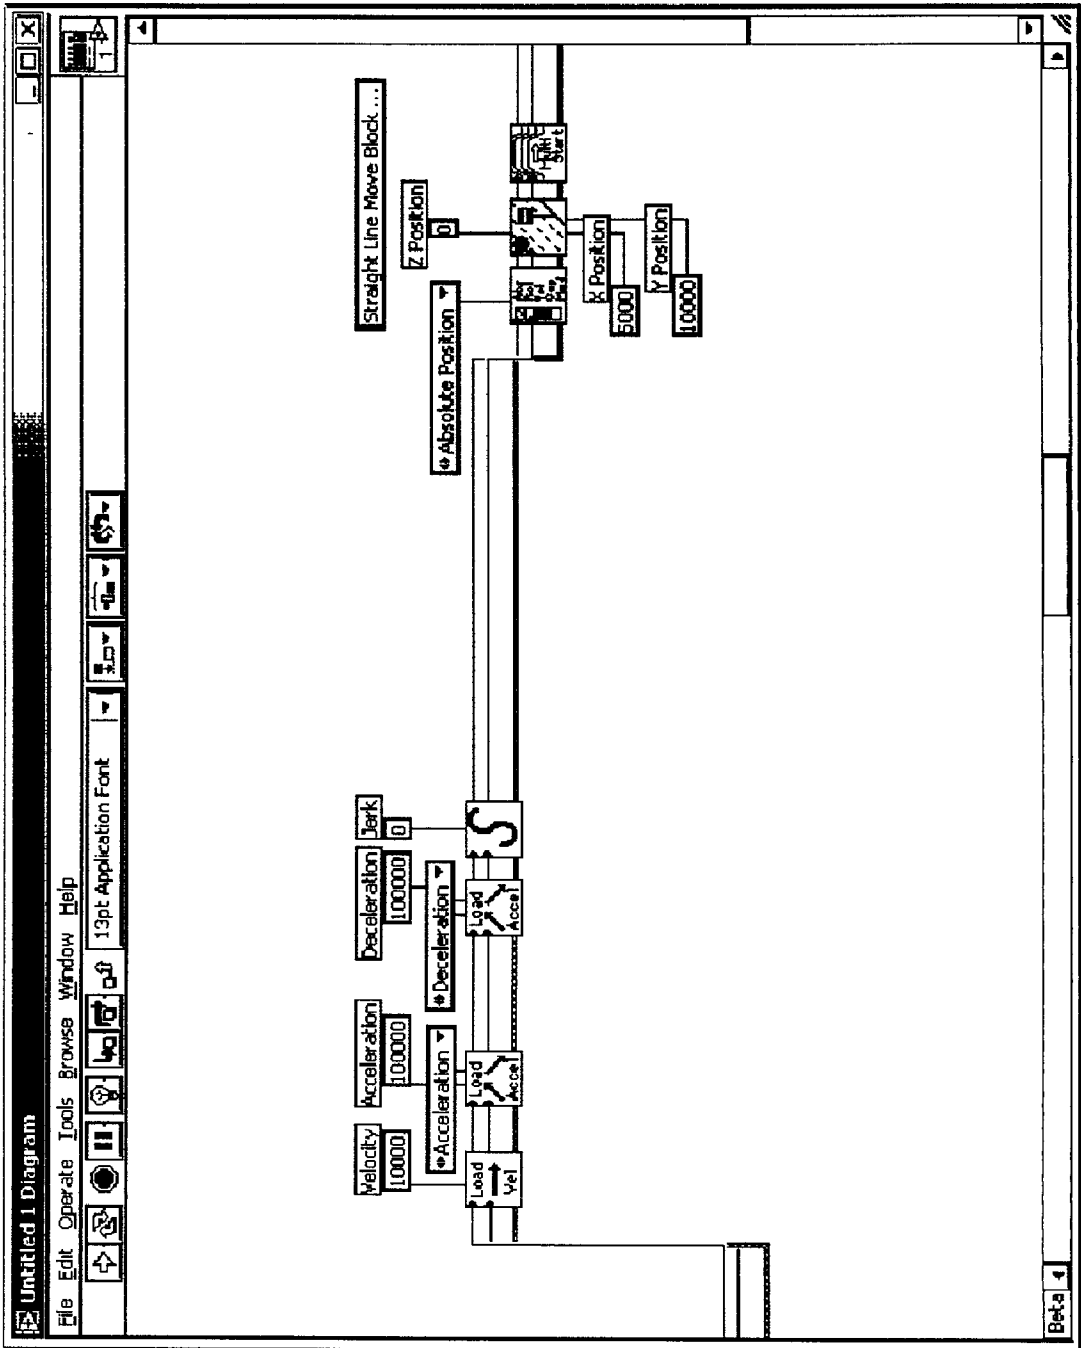 Untitled 1 Diagram
File Edit Operate Tools Browse Window Help
13pt Application Font
1
Straight Line Move Block ...
Velocity
10000
Acceleration
100000
Deceleration
100000
Jerk
0
Z Position
0
Acceleration
Deceleration
Absolute Position
Load
Vel
Load
Accel
Load
Accel
S
Multi
Start
X Position
5000
Y Position
10000
Beta